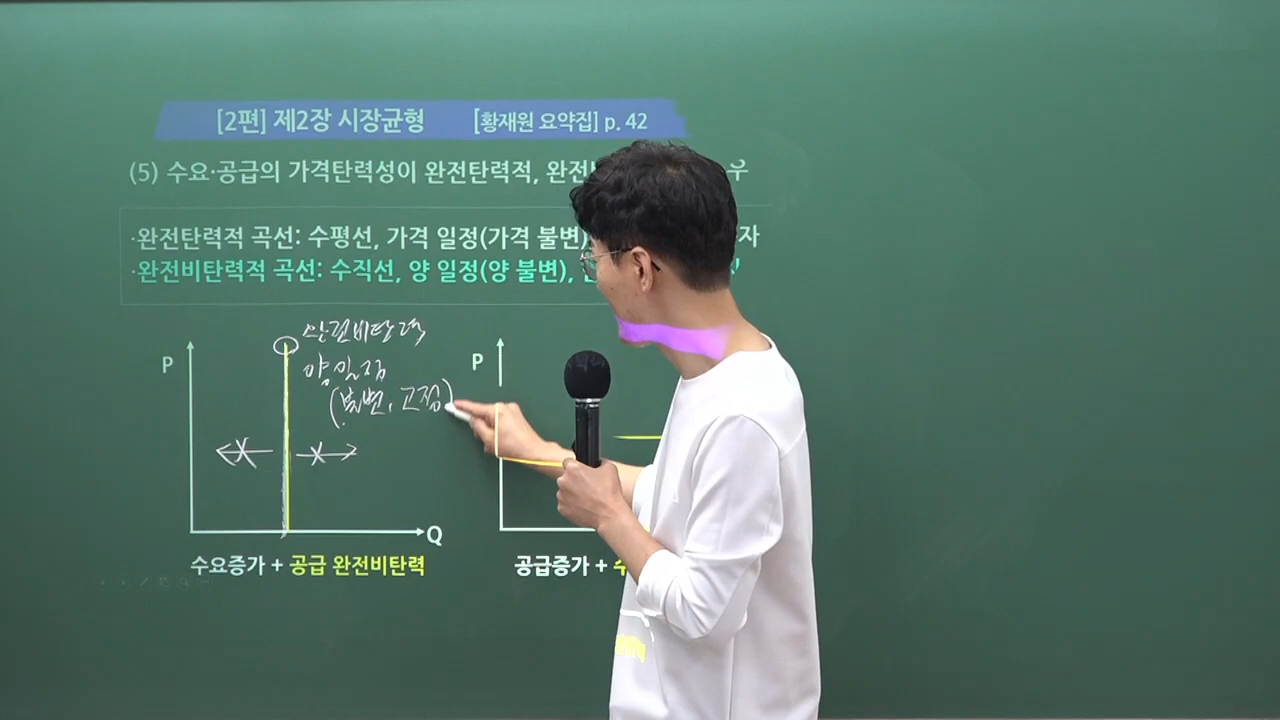 [2편] 제2장 시장균형 [황재원 요약집] p. 42
(5) 수요·공급의 가격탄력성이 완전탄력적, 우
·완전탄력적 곡선: 수평선, 가격 일정(가격 불변)
·완전비탄력적 곡선: 수직선, 양 일정(양 불변),
완전비탄력
P
양일정
(불변, 고정)
Q
수요증가 + 공급 완전비탄력
P
공급증가 +